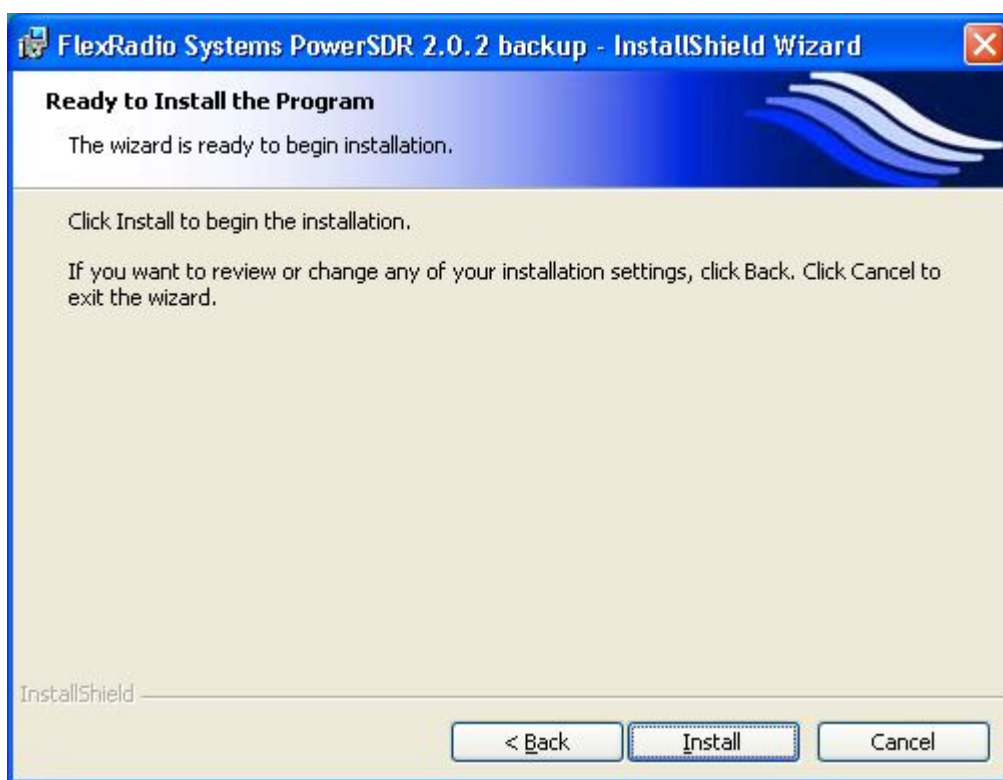 FlexRadio Systems PowerSDR 2.0.2 backup - InstallShield Wizard
Ready to Install the Program
The wizard is ready to begin installation.
Click Install to begin the installation.
If you want to review or change any of your installation settings, click Back. Click Cancel to
exit the wizard.
InstallShield
< Back
Install
Cancel